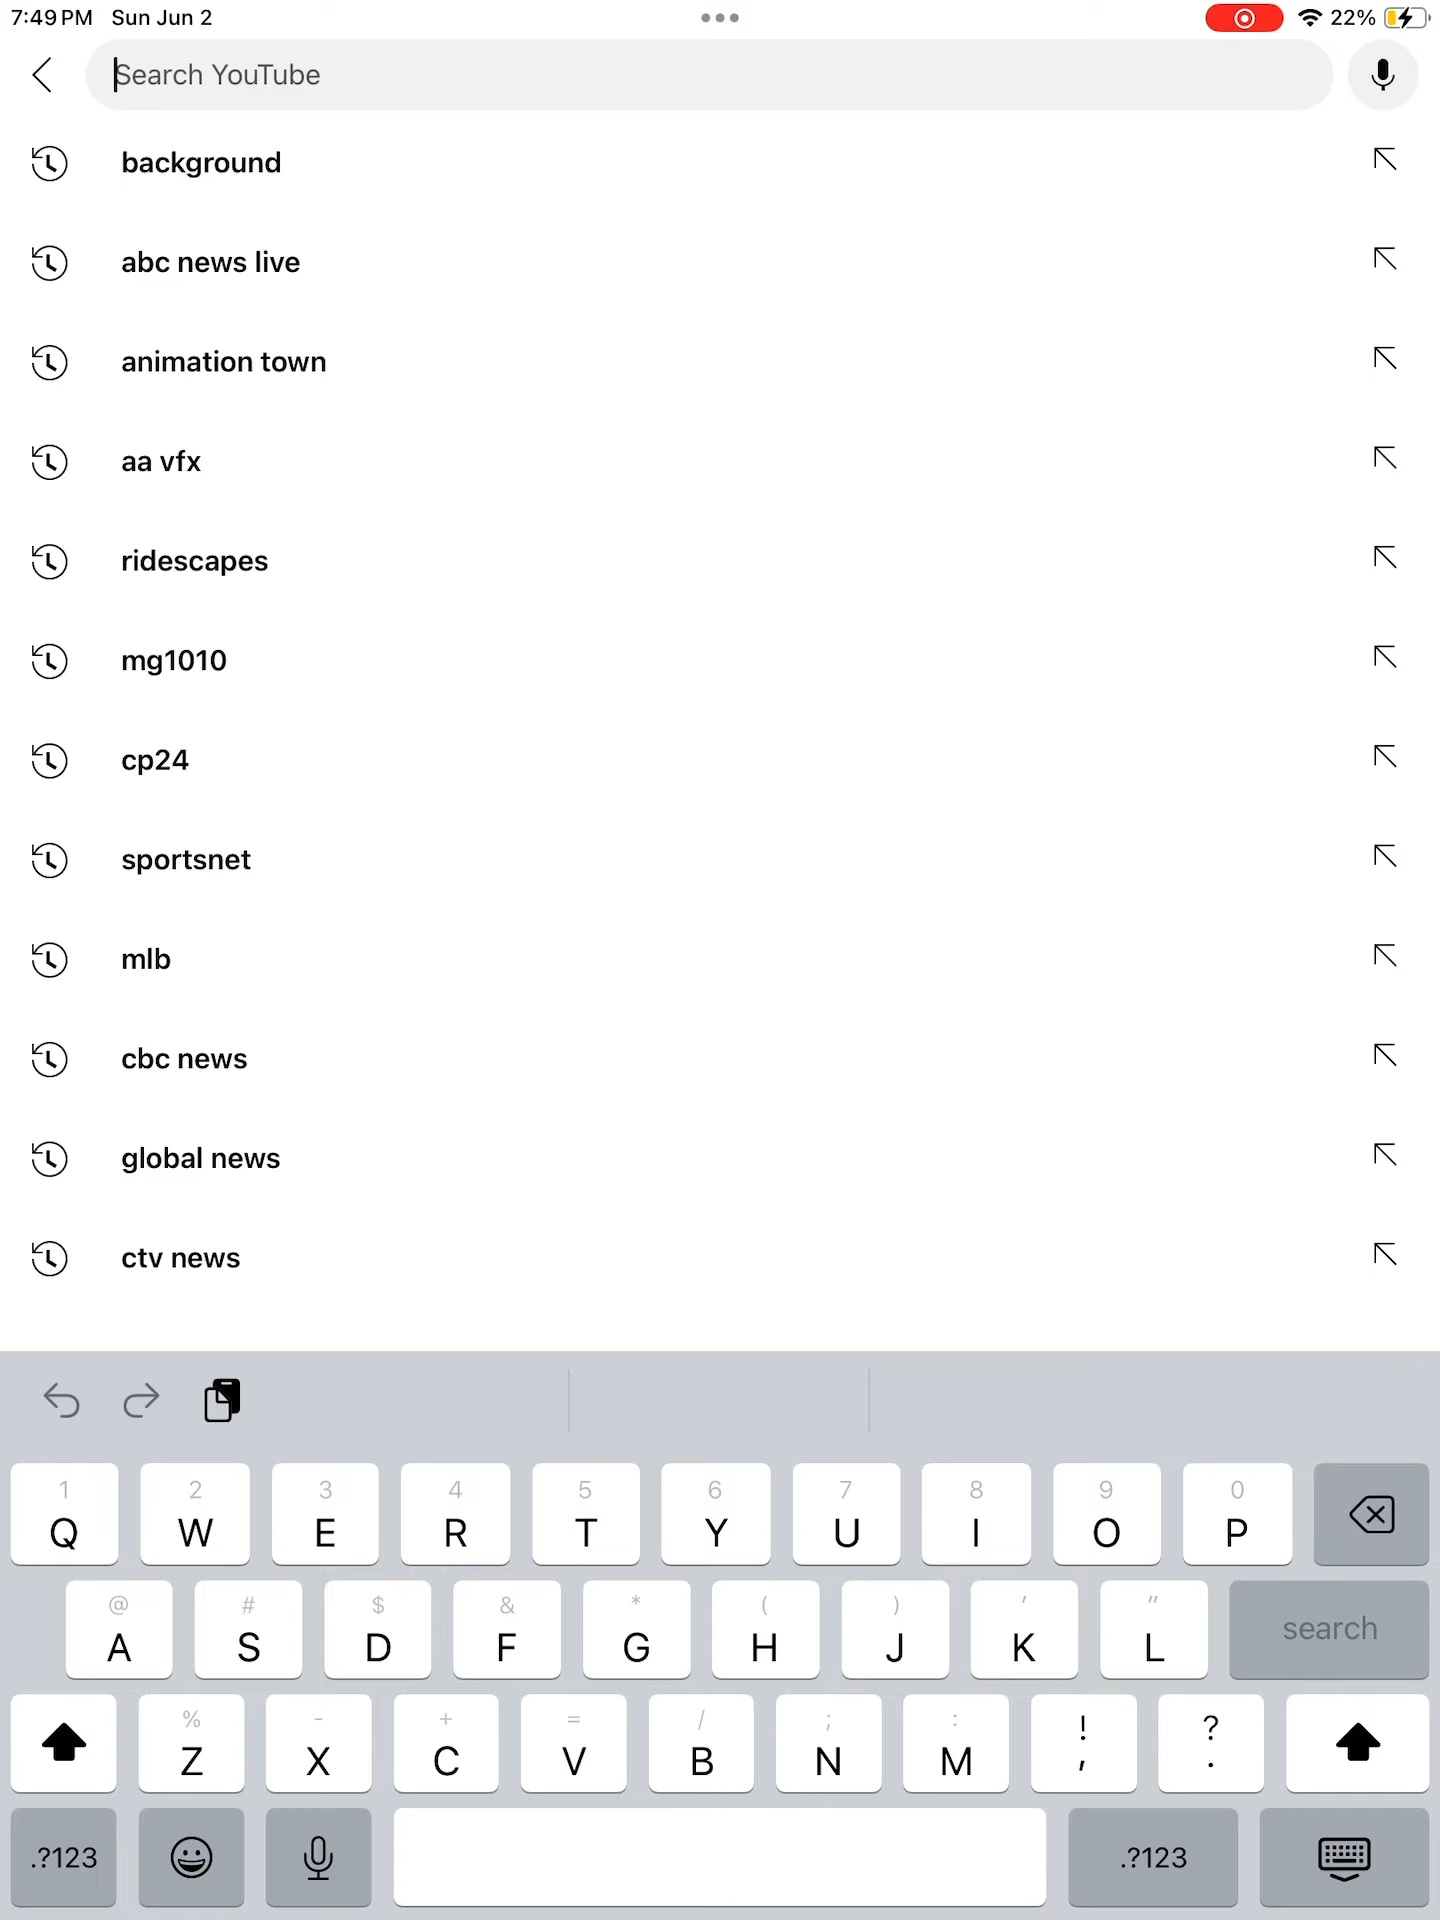 7:49 PM Sun Jun 2 22%
Search YouTube
background
abc news live
animation town
aa vfx
ridescapes
mg1010
cp24
sportsnet
mlb
cbc news
global news
ctv news
1 2 3 4 5 6 7 8 9 0
Q W E R T Y U I O P
@ # $ & * ( ) ' "
A S D F G H J K L search
% - + = / ; : ! ?
Z X C V B N M , .
.?123 .?123